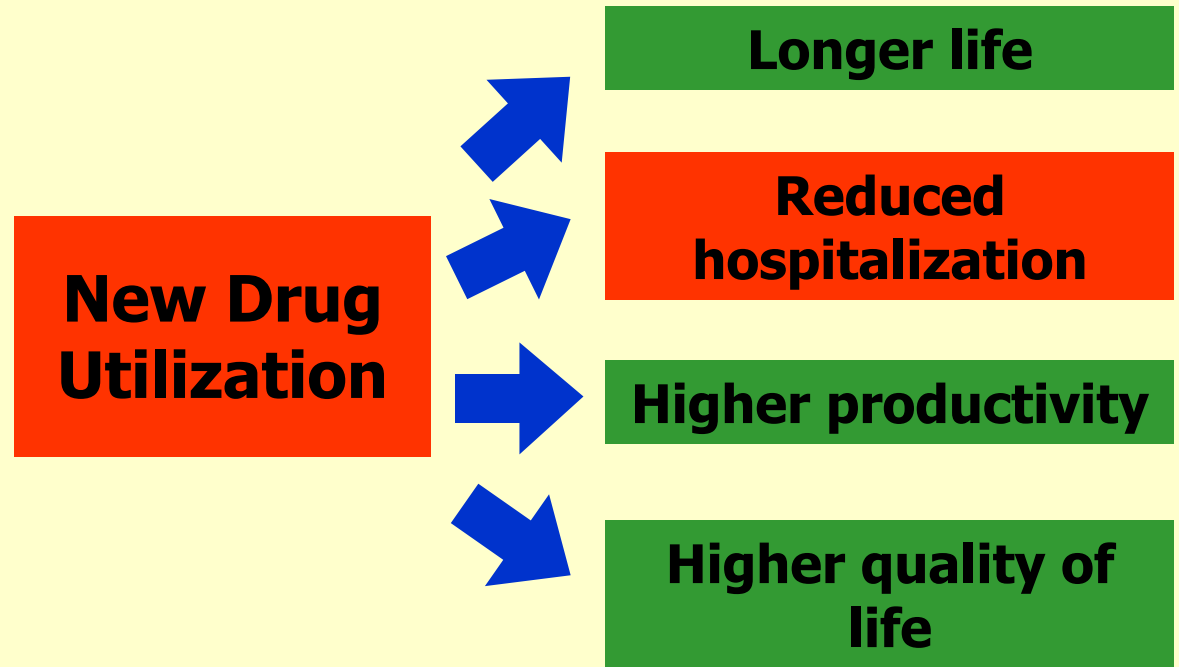 New Drug
Utilization
Longer life
Reduced
hospitalization
Higher productivity
Higher quality of
life